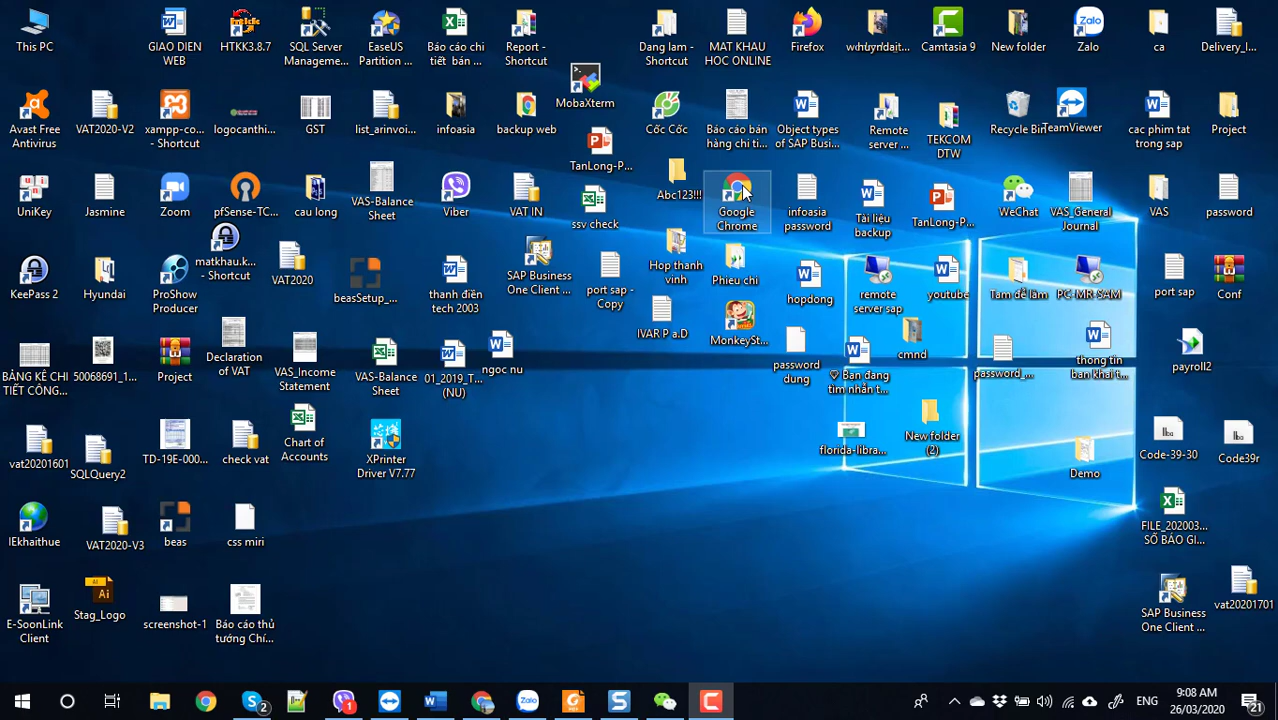 This PC
GIAO DIEN
WEB
HTKK3.8.7
SQL Server
Manageme...
EaseUS
Partition ...
Báo cáo chi
tiết bán ...
Report -
Shortcut
Dang lam -
Shortcut
MAT KHAU
HOC ONLINE
Firefox
Camtasia 9
New folder
Zalo
ca
Delivery_I...
MobaXterm
Avast Free
Antivirus
VAT2020-V2
xampp-co...
- Shortcut
logocanthi...
GST
list_arinvoi...
infoasia
backup web
Cốc Cốc
Báo cáo bán
hàng chi ti...
Object types
of SAP Busi...
Remote
server ...
TEKCOM
DTW
Recycle Bin
TeamViewer
cac phim tat
trong sap
Project
TanLong-P...
Abc123!!!
UniKey
Jasmine
Zoom
pfSense-TC...
cau long
VAS-Balance
Sheet
Viber
VAT IN
ssv check
Google
Chrome
infoasia
password
Tài liệu
backup
TanLong-P...
WeChat
VAS_General
Journal
VAS
password
matkhau.k...
- Shortcut
VAT2020
SAP Business
One Client ...
port sap -
Copy
Hop thanh
vinh
Phieu chi
KeePass 2
Hyundai
ProShow
Producer
beasSetup_...
thanh điền
tech 2003
hopdong
remote
server sap
youtube
Tam để làm
PC-MR-SAM
port sap
Conf
IVAR P a.D
MonkeySt...
BẢNG KÊ CHI
TIẾT CÔNG...
50068691_1...
Project
Declaration
of VAT
VAS_Income
Statement
VAS-Balance
Sheet
01_2019_T...
(NU)
ngoc nu
password
dung
Bạn đang
tìm nhẫn t...
cmnd
password_...
thong tin
ban khai t...
payroll2
vat20201601
SQLQuery2
TD-19E-000...
check vat
Chart of
Accounts
XPrinter
Driver V7.77
florida-libra...
New folder
(2)
Demo
Code-39-30
Code39r
IEkhaithue
VAT2020-V3
beas
css miri
FILE_202003...
SỔ BÁO GI...
E-SoonLink
Client
Stag_Logo
screenshot-1
Báo cáo thủ
tướng Chí...
SAP Business
One Client ...
vat20201701
ENG
9:08 AM
26/03/2020
21